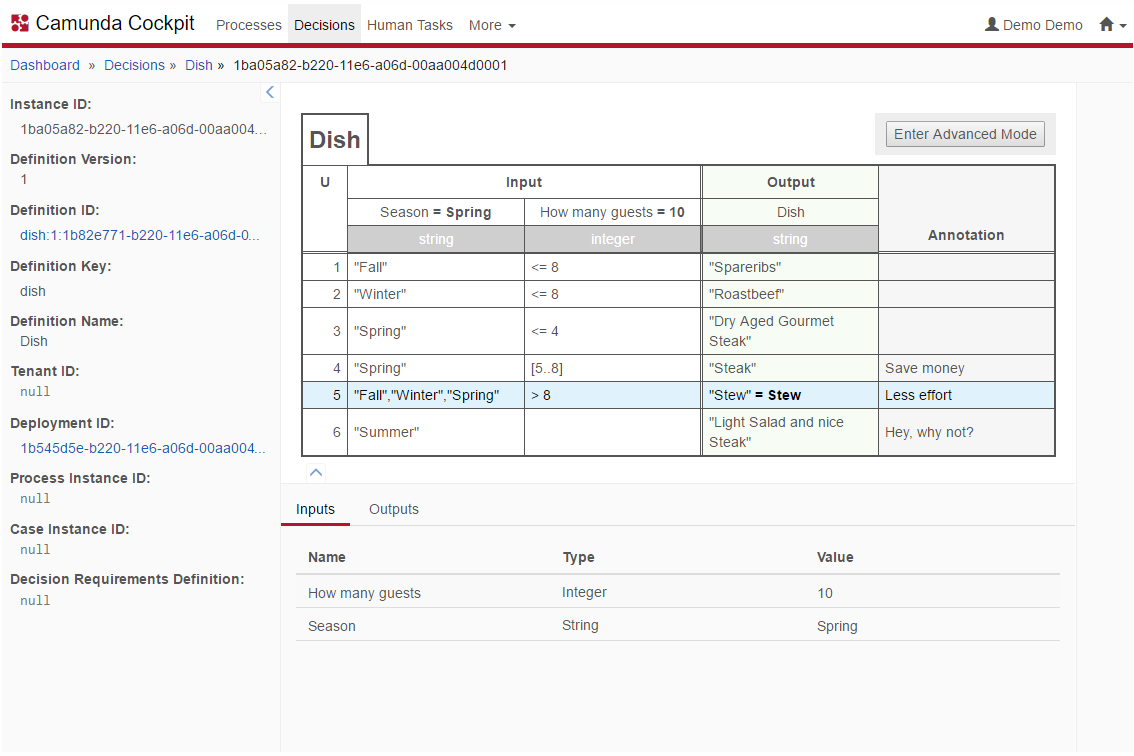 Camunda Cockpit Processes Decisions Human Tasks More Demo Demo
Dashboard » Decisions » Dish » 1ba05a82-b220-11e6-a06d-00aa004d0001
Instance ID:
1ba05a82-b220-11e6-a06d-00aa004...
Definition Version:
1
Definition ID:
dish:1:1b82e771-b220-11e6-a06d-0...
Definition Key:
dish
Definition Name:
Dish
Tenant ID:
null
Deployment ID:
1b545d5e-b220-11e6-a06d-00aa004...
Process Instance ID:
null
Case Instance ID:
null
Decision Requirements Definition:
null
Dish
Enter Advanced Mode
U Input Output
Season = Spring How many guests = 10 Dish
Annotation
string integer string
1 "Fall" <= 8 "Spareribs"
2 "Winter" <= 8 "Roastbeef"
3 "Spring" <= 4 "Dry Aged Gourmet
Steak"
4 "Spring" [5..8] "Steak" Save money
5 "Fall","Winter","Spring" > 8 "Stew" = Stew Less effort
6 "Summer" "Light Salad and nice
Steak" Hey, why not?
Inputs Outputs
Name Type Value
How many guests Integer 10
Season String Spring